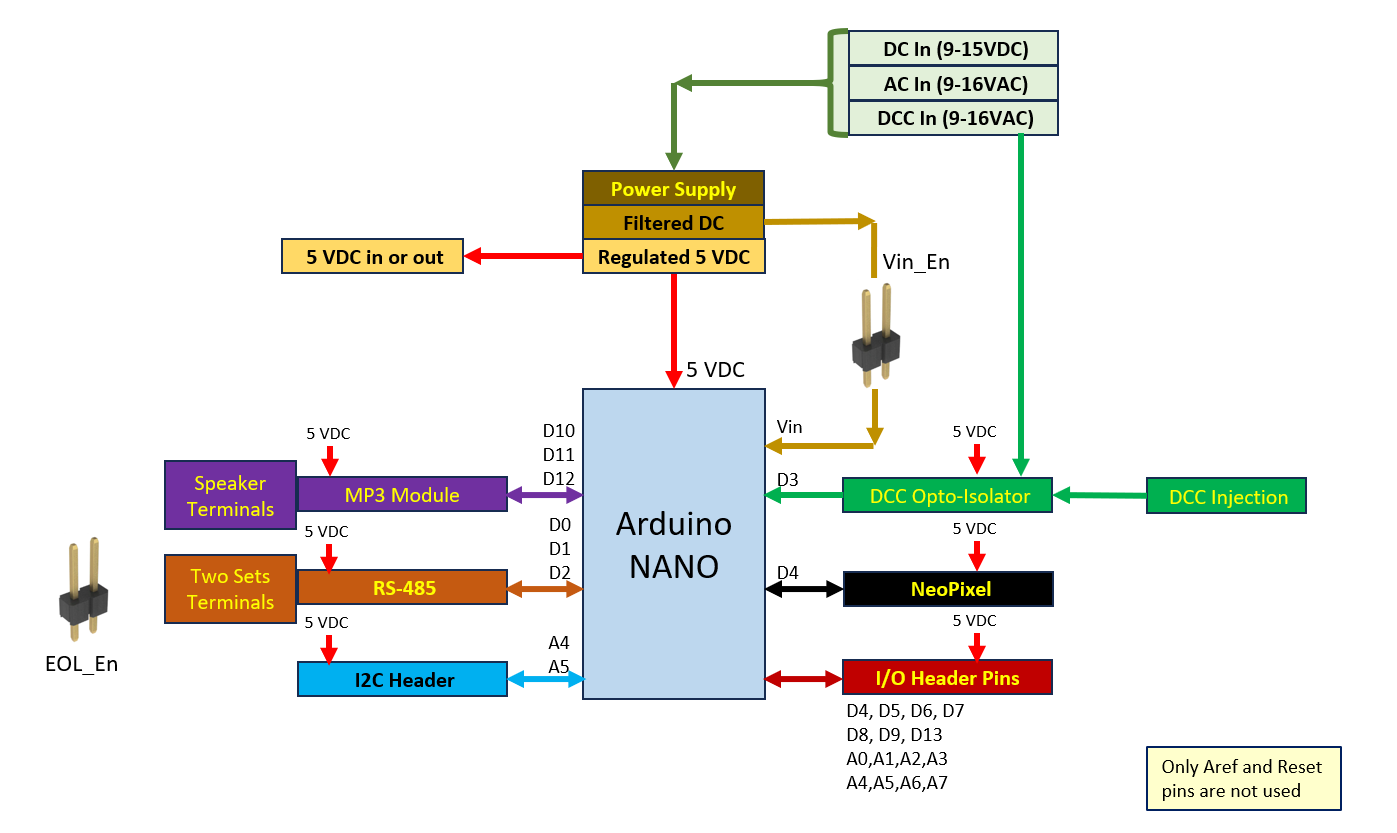 DC In (9-15VDC)
AC In (9-16VAC)
DCC In (9-16VAC)
Power Supply
Filtered DC
5 VDC in or out
Regulated 5 VDC
Vin_En
5 VDC
Vin
5 VDC
5 VDC
D10
D11
D12
Speaker
Terminals
MP3 Module
D3
DCC Opto-Isolator
DCC Injection
Arduino
NANO
5 VDC
5 VDC
D0
D1
D2
Two Sets
Terminals
RS-485
D4
NeoPixel
5 VDC
5 VDC
EOL_En
A4
A5
I2C Header
I/O Header Pins
D4, D5, D6, D7
D8, D9, D13
A0,A1,A2,A3
A4,A5,A6,A7
Only Aref and Reset
pins are not used